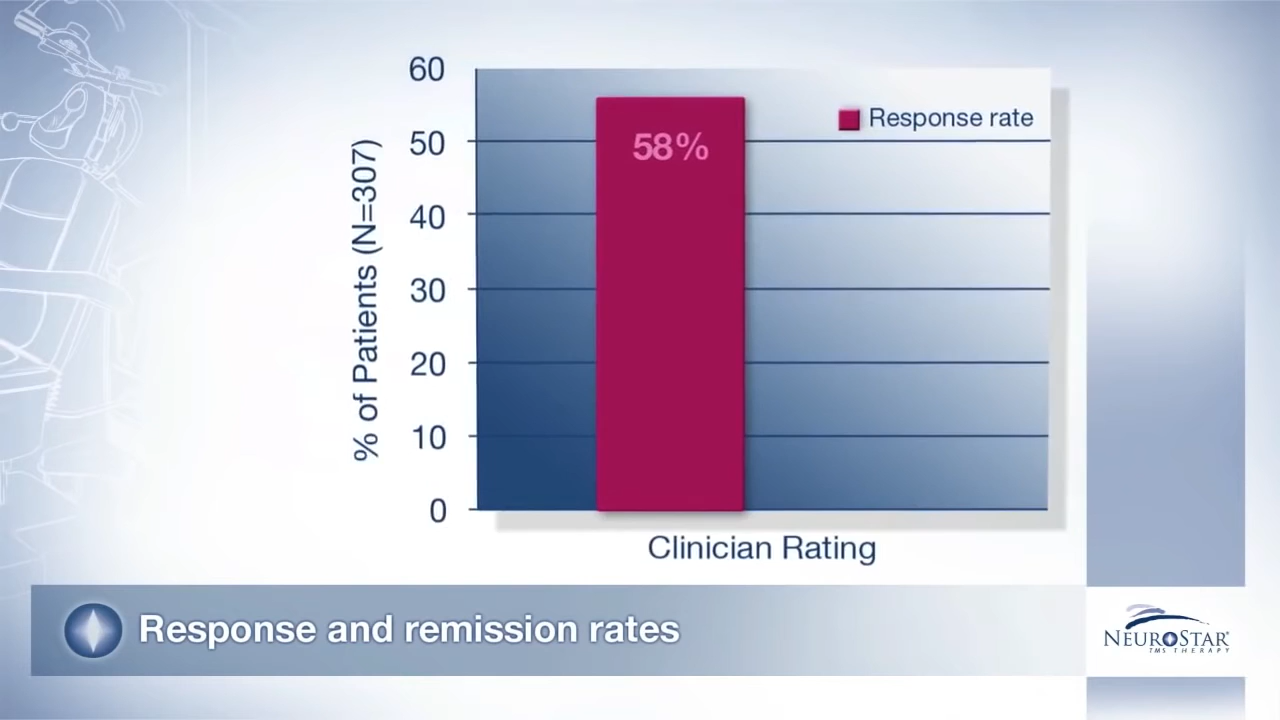 60
50
40
30
20
10
0
% of Patients (N=307)
58%
Response rate
Clinician Rating
Response and remission rates
NEUROSTAR®
TMS THERAPY